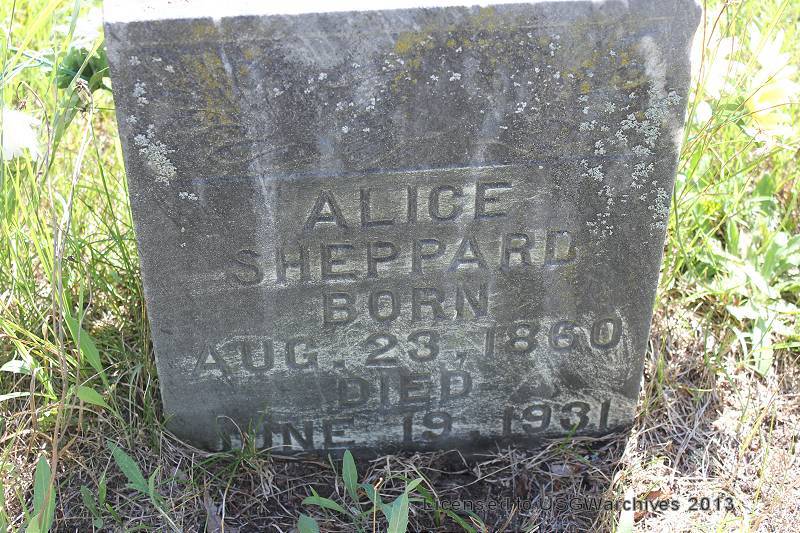 ALICE
SHEPPARD
BORN
AUG. 23, 1860
DIED
JUNE 19, 1931
Licensed to USGWarchives 2013